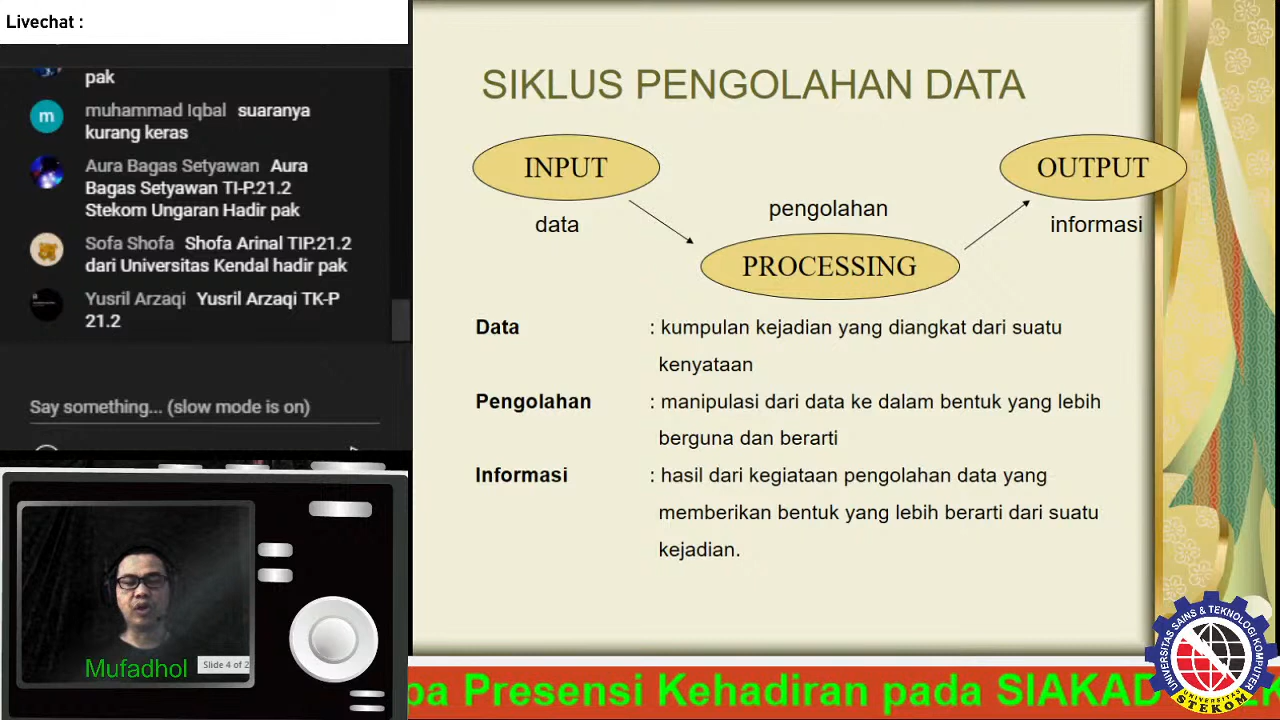 Livechat :
pak
muhammad Iqbal suaranya
kurang keras
Aura Bagas Setyawan Aura
Bagas Setyawan TI-P.21.2
Stekom Ungaran Hadir pak
Sofa Shofa Shofa Arinal TIP.21.2
dari Universitas Kendal hadir pak
Yusril Arzaqi Yusril Arzaqi TK-P
21.2
Say something... (slow mode is on)
Mufadhol
Slide 4 of 2
SIKLUS PENGOLAHAN DATA
INPUT
OUTPUT
data
pengolahan
informasi
PROCESSING
Data : kumpulan kejadian yang diangkat dari suatu
kenyataan
Pengolahan : manipulasi dari data ke dalam bentuk yang lebih
berguna dan berarti
Informasi : hasil dari kegiataan pengolahan data yang
memberikan bentuk yang lebih berarti dari suatu
kejadian.
Presensi Kehadiran pada SIAKAD
UNIVERSITAS SAINS & TEKNOLOGI KOMPUTER
UNIVERSITAS
STEKOM